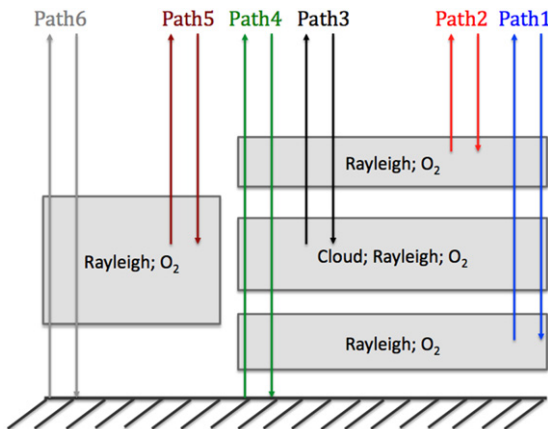 Path6 Path5 Path4 Path3 Path2 Path1
Rayleigh; O₂
Rayleigh; O₂
Cloud; Rayleigh; O₂
Rayleigh; O₂